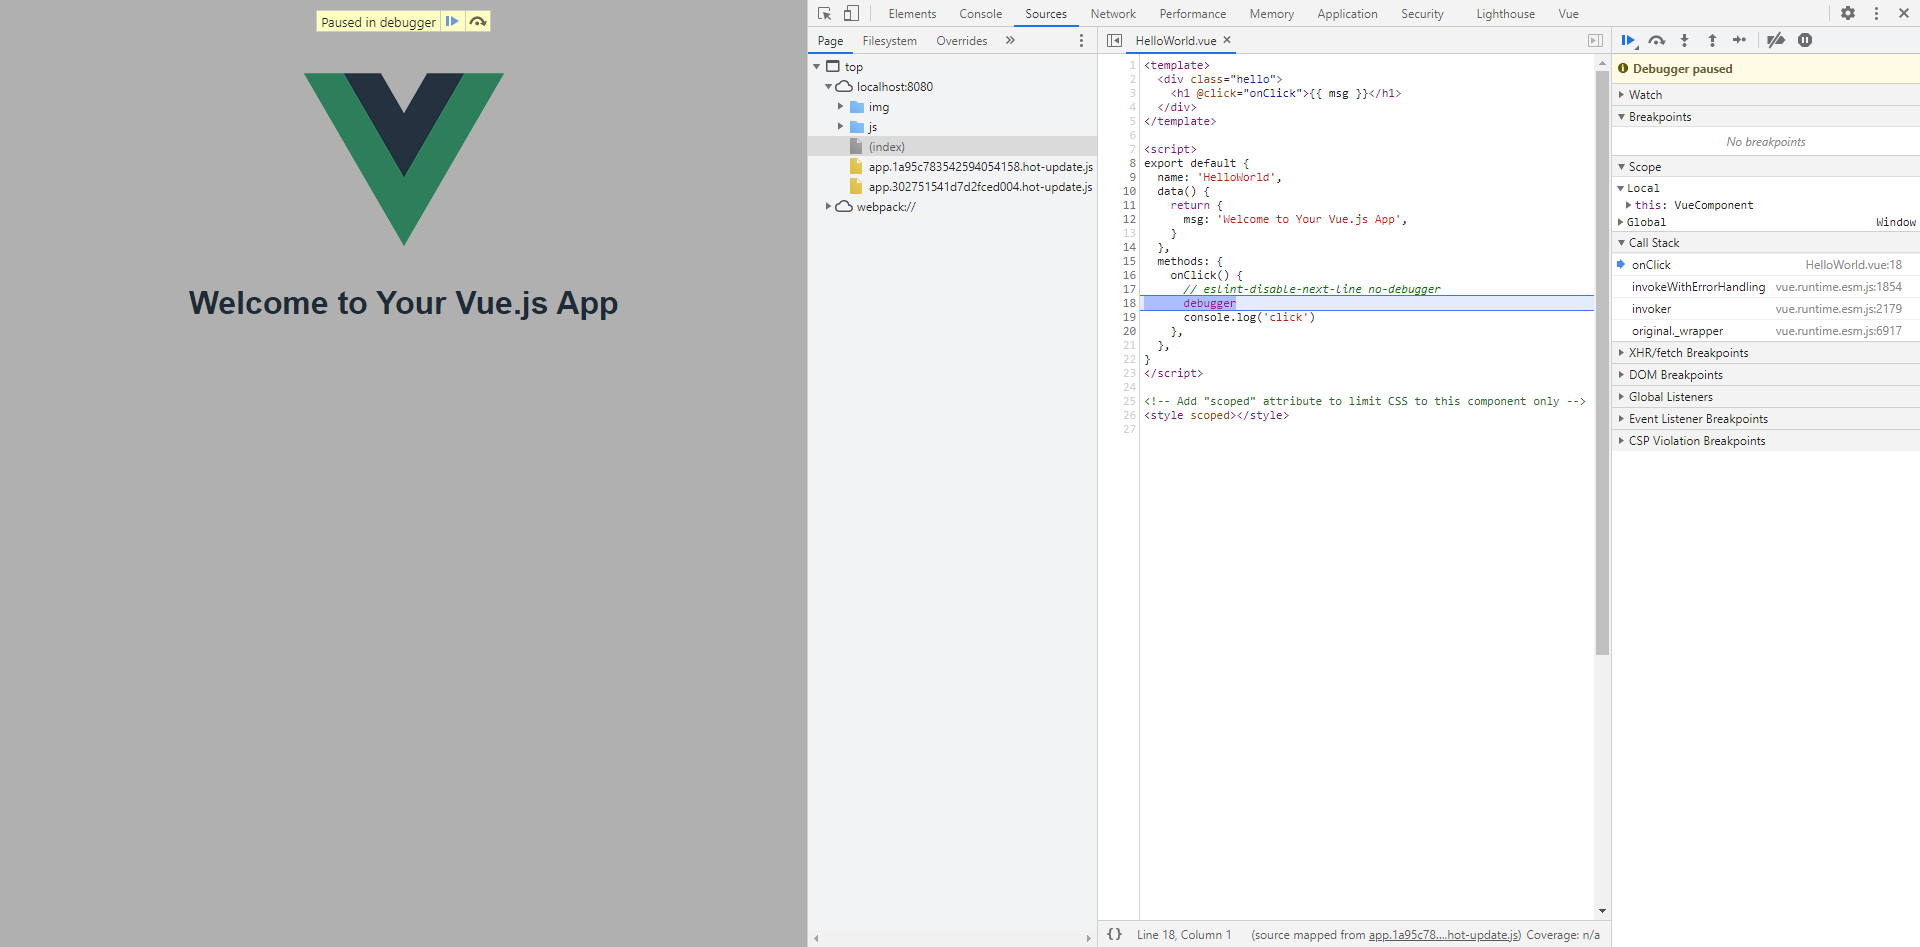 Paused in debugger
Welcome to Your Vue.js App
Elements Console Sources Network Performance Memory Application Security Lighthouse Vue
Page Filesystem Overrides »
top
localhost:8080
img
js
(index)
app.1a95c783542594054158.hot-update.js
app.302751541d7d2fced004.hot-update.js
webpack://
HelloWorld.vue ×
1 <template>
2 <div class="hello">
3 <h1 @click="onClick">{{ msg }}</h1>
4 </div>
5 </template>
6
7 <script>
8 export default {
9 name: 'HelloWorld',
10 data() {
11 return {
12 msg: 'Welcome to Your Vue.js App',
13 }
14 },
15 methods: {
16 onClick() {
17 // eslint-disable-next-line no-debugger
18 debugger
19 console.log('click')
20 },
21 },
22 }
23 </script>
24
25 <!-- Add "scoped" attribute to limit CSS to this component only -->
26 <style scoped></style>
27
{} Line 18, Column 1 (source mapped from app.1a95c78....hot-update.js) Coverage: n/a
Debugger paused
Watch
Breakpoints
No breakpoints
Scope
Local
this: VueComponent
Global Window
Call Stack
onClick HelloWorld.vue:18
invokeWithErrorHandling vue.runtime.esm.js:1854
invoker vue.runtime.esm.js:2179
original._wrapper vue.runtime.esm.js:6917
XHR/fetch Breakpoints
DOM Breakpoints
Global Listeners
Event Listener Breakpoints
CSP Violation Breakpoints